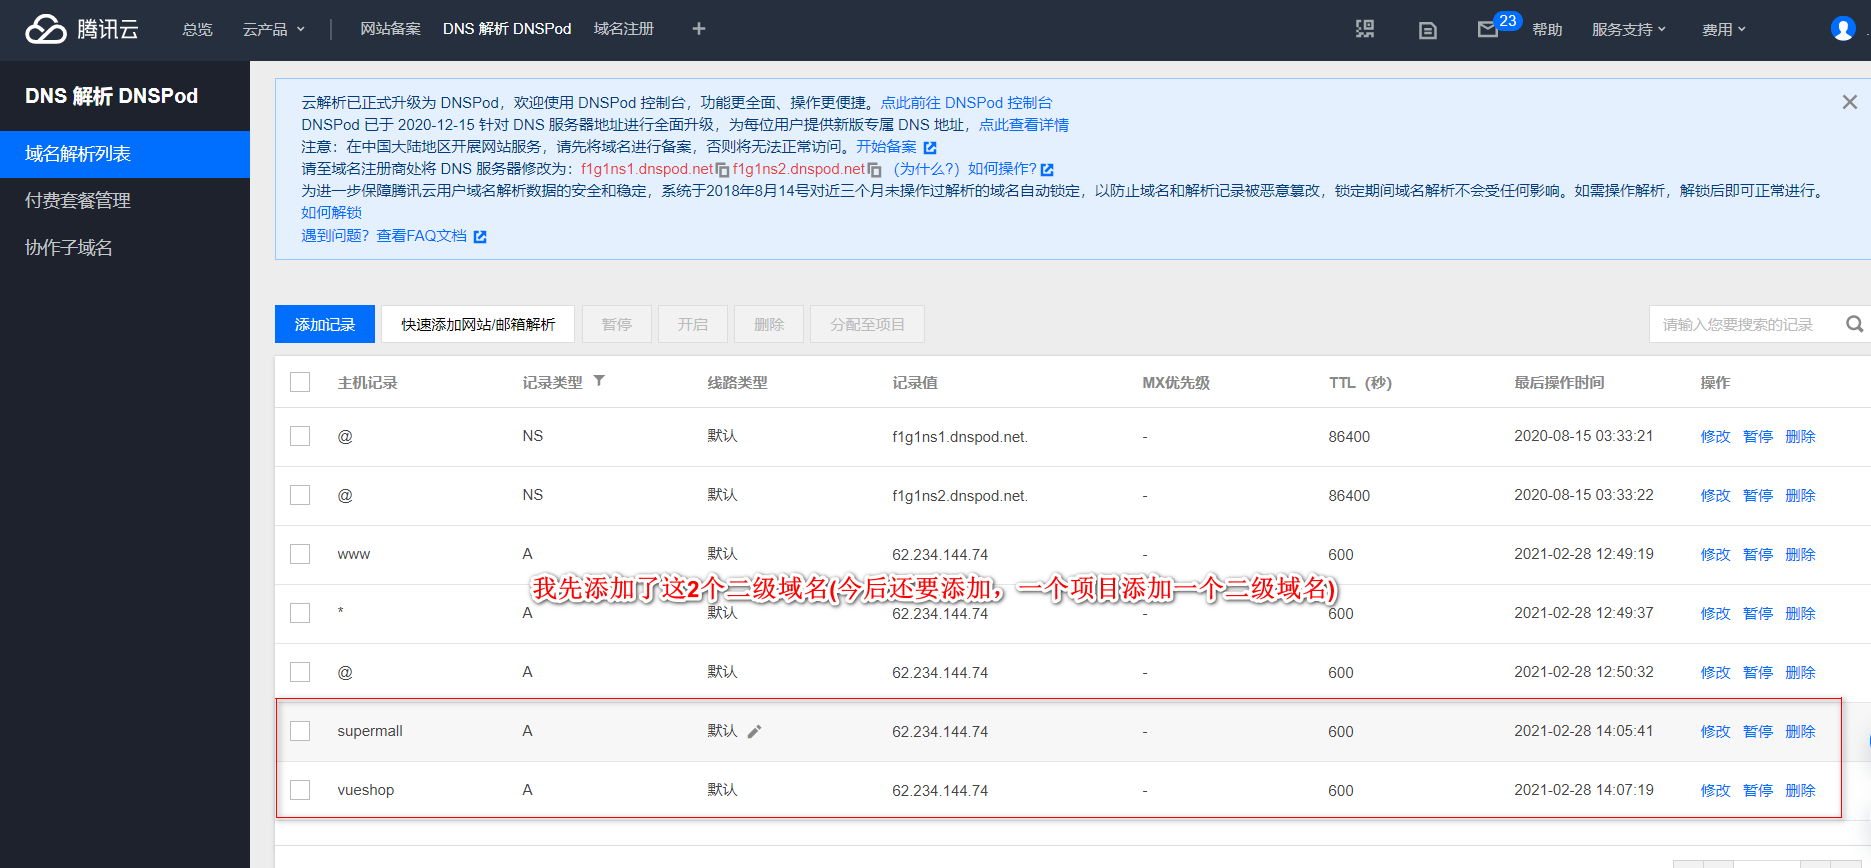 腾讯云 总览 云产品 网站备案 DNS 解析 DNSPod 域名注册 + 23 帮助 服务支持 费用
DNS 解析 DNSPod
域名解析列表
付费套餐管理
协作子域名
云解析已正式升级为 DNSPod，欢迎使用 DNSPod 控制台，功能更全面、操作更便捷。点此前往 DNSPod 控制台
DNSPod 已于 2020-12-15 针对 DNS 服务器地址进行全面升级，为每位用户提供新版专属 DNS 地址，点此查看详情
注意：在中国大陆地区开展网站服务，请先将域名进行备案，否则将无法正常访问。开始备案
请至域名注册商处将 DNS 服务器修改为：f1g1ns1.dnspod.net f1g1ns2.dnspod.net （为什么?）如何操作?
为进一步保障腾讯云用户域名解析数据的安全和稳定，系统于2018年8月14号对近三个月未操作过解析的域名自动锁定，以防止域名和解析记录被恶意篡改，锁定期间域名解析不会受任何影响。如需操作解析，解锁后即可正常进行。
如何解锁
遇到问题？查看FAQ文档
添加记录 快速添加网站/邮箱解析 暂停 开启 删除 分配至项目 请输入您要搜索的记录
主机记录 记录类型 线路类型 记录值 MX优先级 TTL（秒） 最后操作时间 操作
@ NS 默认 f1g1ns1.dnspod.net. - 86400 2020-08-15 03:33:21 修改 暂停 删除
@ NS 默认 f1g1ns2.dnspod.net. - 86400 2020-08-15 03:33:22 修改 暂停 删除
www A 默认 62.234.144.74 - 600 2021-02-28 12:49:19 修改 暂停 删除
我先添加了这2个二级域名(今后还要添加，一个项目添加一个二级域名)
* A 默认 62.234.144.74 - 600 2021-02-28 12:49:37 修改 暂停 删除
@ A 默认 62.234.144.74 - 600 2021-02-28 12:50:32 修改 暂停 删除
supermall A 默认 62.234.144.74 - 600 2021-02-28 14:05:41 修改 暂停 删除
vueshop A 默认 62.234.144.74 - 600 2021-02-28 14:07:19 修改 暂停 删除